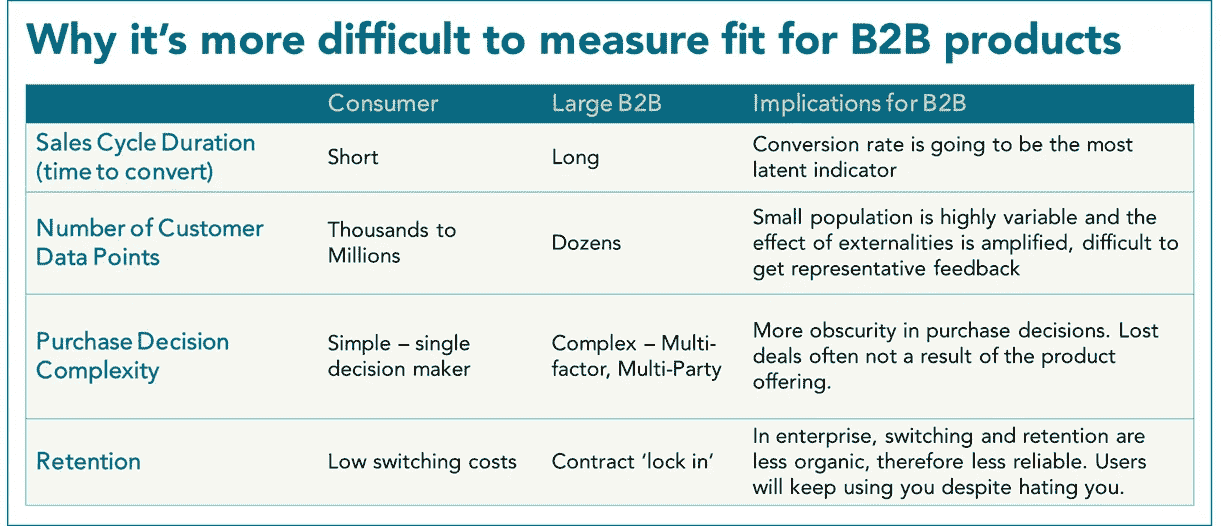 Why it's more difficult to measure fit for B2B products
Consumer
Large B2B
Implications for B2B
Sales Cycle Duration
(time to convert)
Short
Long
Conversion rate is going to be the most
latent indicator
Number of Customer
Data Points
Thousands to
Millions
Dozens
Small population is highly variable and the
effect of externalities is amplified, difficult to
get representative feedback
Purchase Decision
Complexity
Simple – single
decision maker
Complex – Multi-
factor, Multi-Party
More obscurity in purchase decisions. Lost
deals often not a result of the product
offering.
Retention
Low switching costs
Contract 'lock in'
In enterprise, switching and retention are
less organic, therefore less reliable. Users
will keep using you despite hating you.